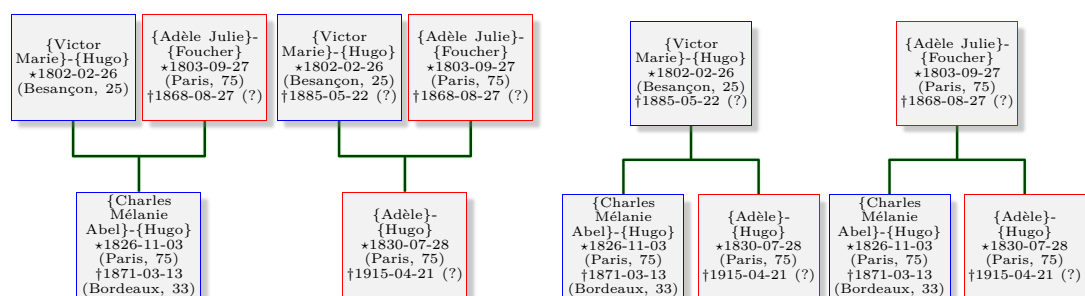 {Victor
Marie}-{Hugo}
⋆1802-02-26
(Besançon, 25)
{Adèle Julie}-
{Foucher}
⋆1803-09-27
(Paris, 75)
†1868-08-27 (?)
{Victor
Marie}-{Hugo}
⋆1802-02-26
(Besançon, 25)
†1885-05-22 (?)
{Adèle Julie}-
{Foucher}
⋆1803-09-27
(Paris, 75)
†1868-08-27 (?)
{Victor
Marie}-{Hugo}
⋆1802-02-26
(Besançon, 25)
†1885-05-22 (?)
{Adèle Julie}-
{Foucher}
⋆1803-09-27
(Paris, 75)
†1868-08-27 (?)
{Charles
Mélanie
Abel}-{Hugo}
⋆1826-11-03
(Paris, 75)
†1871-03-13
(Bordeaux, 33)
{Adèle}-
{Hugo}
⋆1830-07-28
(Paris, 75)
†1915-04-21 (?)
{Charles
Mélanie
Abel}-{Hugo}
⋆1826-11-03
(Paris, 75)
†1871-03-13
(Bordeaux, 33)
{Adèle}-
{Hugo}
⋆1830-07-28
(Paris, 75)
†1915-04-21 (?)
{Charles
Mélanie
Abel}-{Hugo}
⋆1826-11-03
(Paris, 75)
†1871-03-13
(Bordeaux, 33)
{Adèle}-
{Hugo}
⋆1830-07-28
(Paris, 75)
†1915-04-21 (?)